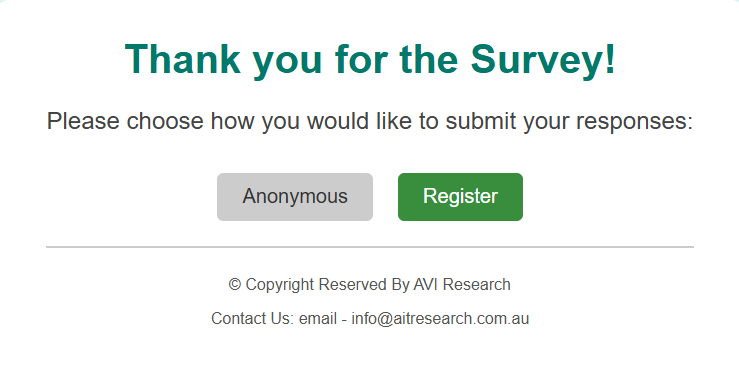 Thank you for the Survey!
Please choose how you would like to submit your responses:
Anonymous Register
© Copyright Reserved By AVI Research
Contact Us: email - info@aitresearch.com.au